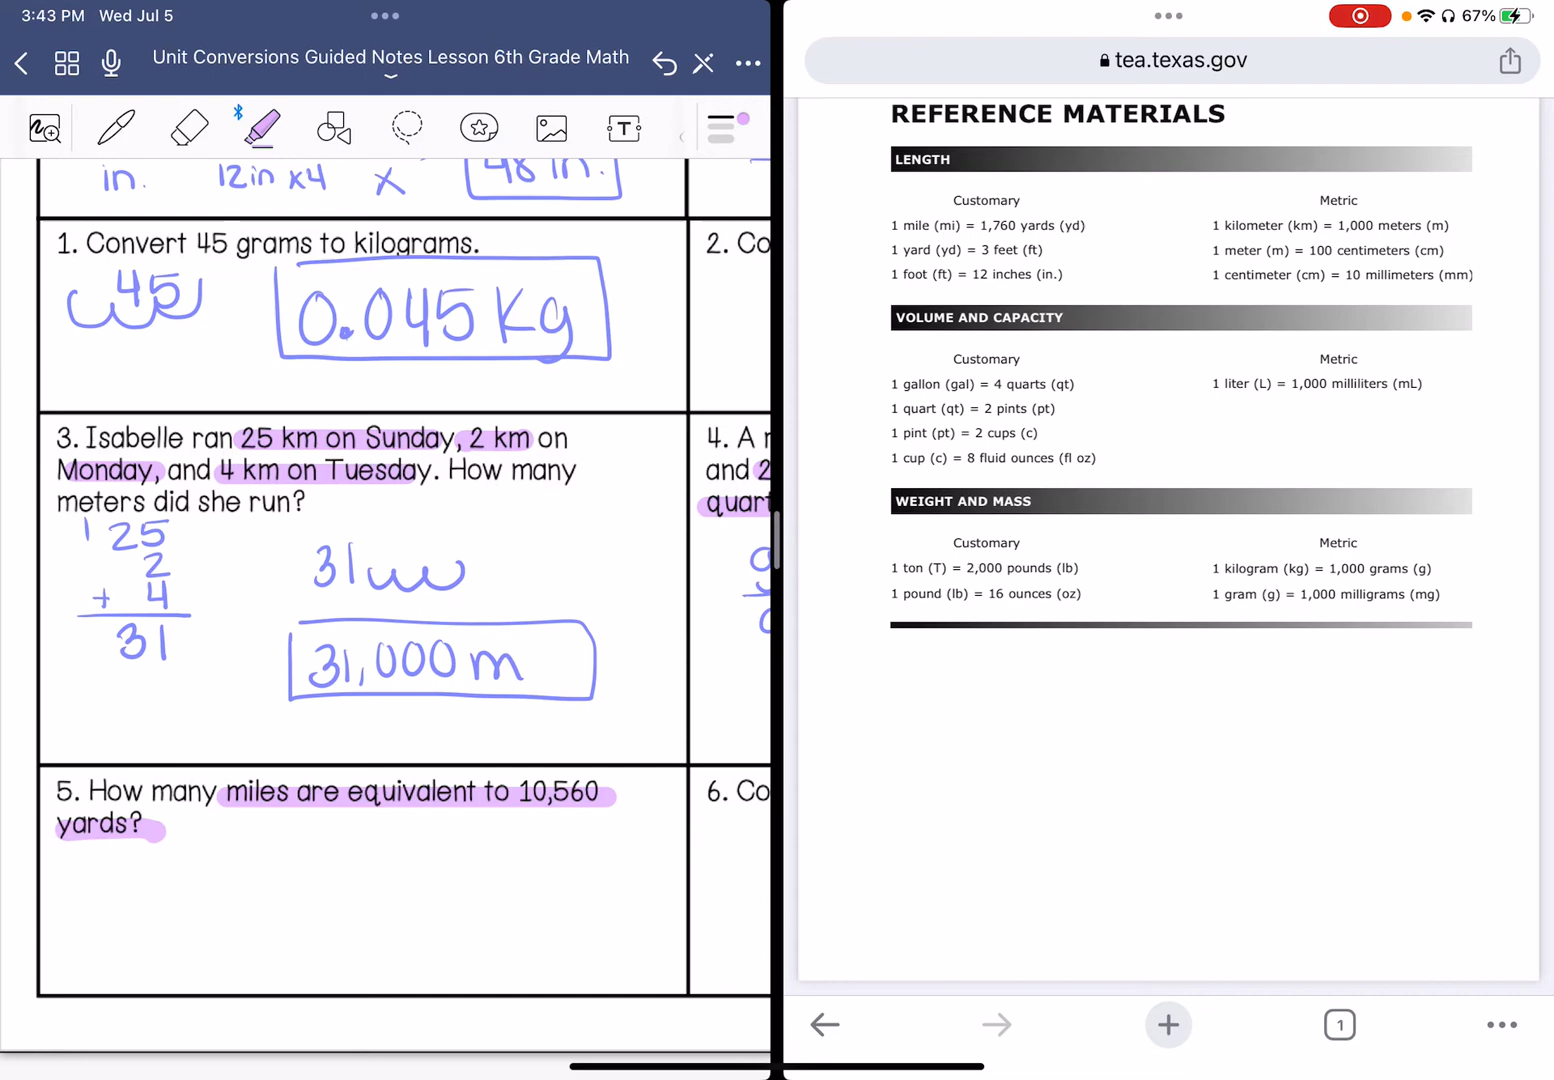 3:43 PM Wed Jul 5
67%
Unit Conversions Guided Notes Lesson 6th Grade Math
in. 12in x4 x 48 in.
1. Convert 45 grams to kilograms.
45
0.045 Kg
2. Co
3. Isabelle ran 25 km on Sunday, 2 km on
Monday, and 4 km on Tuesday. How many
meters did she run?
1 25
2
+ 4
31
31
31,000 m
4. A
and 2
quart
5. How many miles are equivalent to 10,560
yards?
6. Co
tea.texas.gov
REFERENCE MATERIALS
LENGTH
Customary
1 mile (mi) = 1,760 yards (yd)
1 yard (yd) = 3 feet (ft)
1 foot (ft) = 12 inches (in.)
Metric
1 kilometer (km) = 1,000 meters (m)
1 meter (m) = 100 centimeters (cm)
1 centimeter (cm) = 10 millimeters (mm)
VOLUME AND CAPACITY
Customary
1 gallon (gal) = 4 quarts (qt)
1 quart (qt) = 2 pints (pt)
1 pint (pt) = 2 cups (c)
1 cup (c) = 8 fluid ounces (fl oz)
Metric
1 liter (L) = 1,000 milliliters (mL)
WEIGHT AND MASS
Customary
1 ton (T) = 2,000 pounds (lb)
1 pound (lb) = 16 ounces (oz)
Metric
1 kilogram (kg) = 1,000 grams (g)
1 gram (g) = 1,000 milligrams (mg)
1